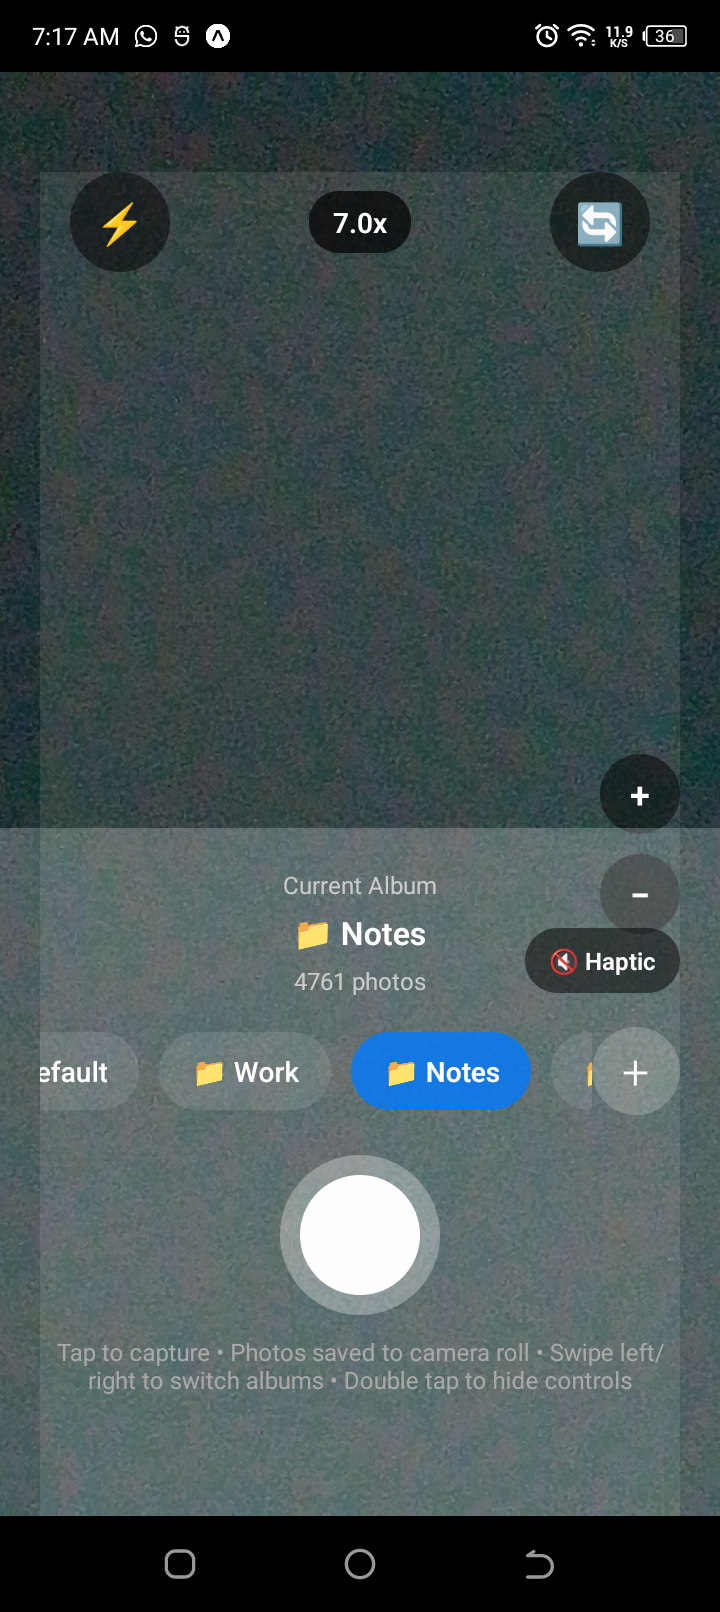 7:17 AM
11.9
K/S
36
7.0x
+
−
Current Album
Notes
4761 photos
Haptic
efault
Work
Notes
+
Tap to capture • Photos saved to camera roll • Swipe left/
right to switch albums • Double tap to hide controls